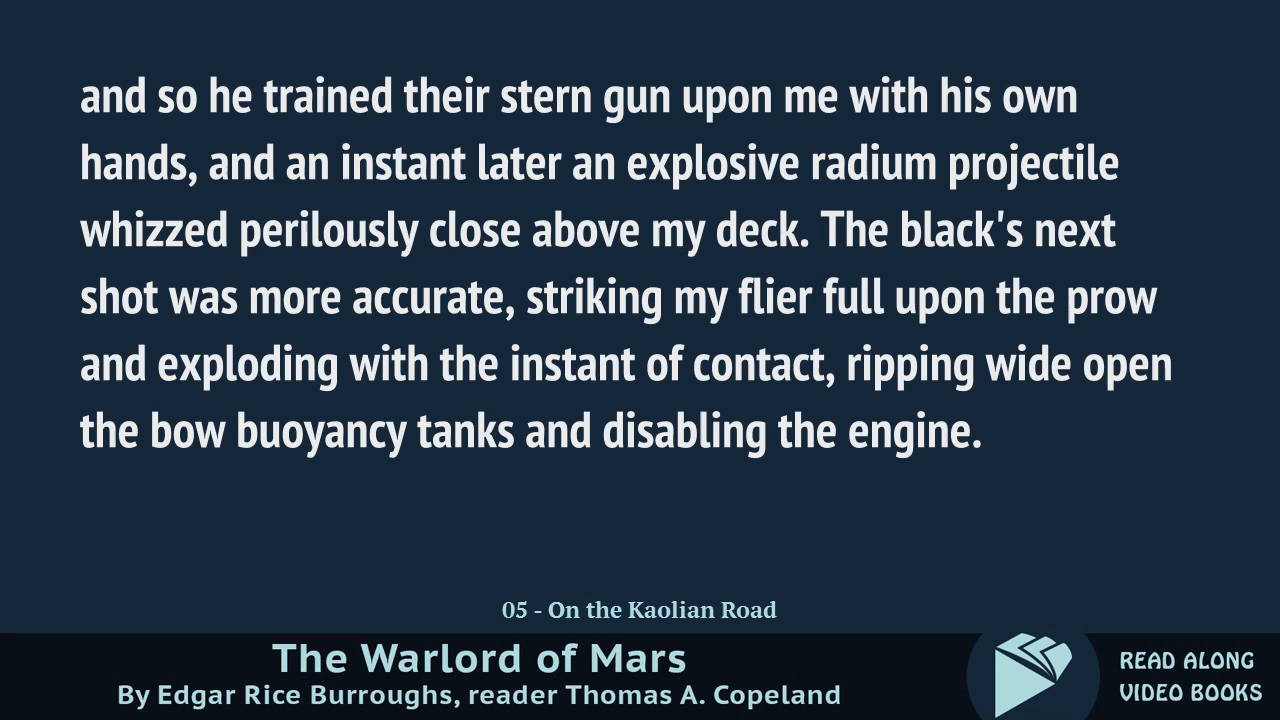 and so he trained their stern gun upon me with his own
hands, and an instant later an explosive radium projectile
whizzed perilously close above my deck. The black's next
shot was more accurate, striking my flier full upon the prow
and exploding with the instant of contact, ripping wide open
the bow buoyancy tanks and disabling the engine.
05 - On the Kaolian Road
The Warlord of Mars
By Edgar Rice Burroughs, reader Thomas A. Copeland
READ ALONG
VIDEO BOOKS